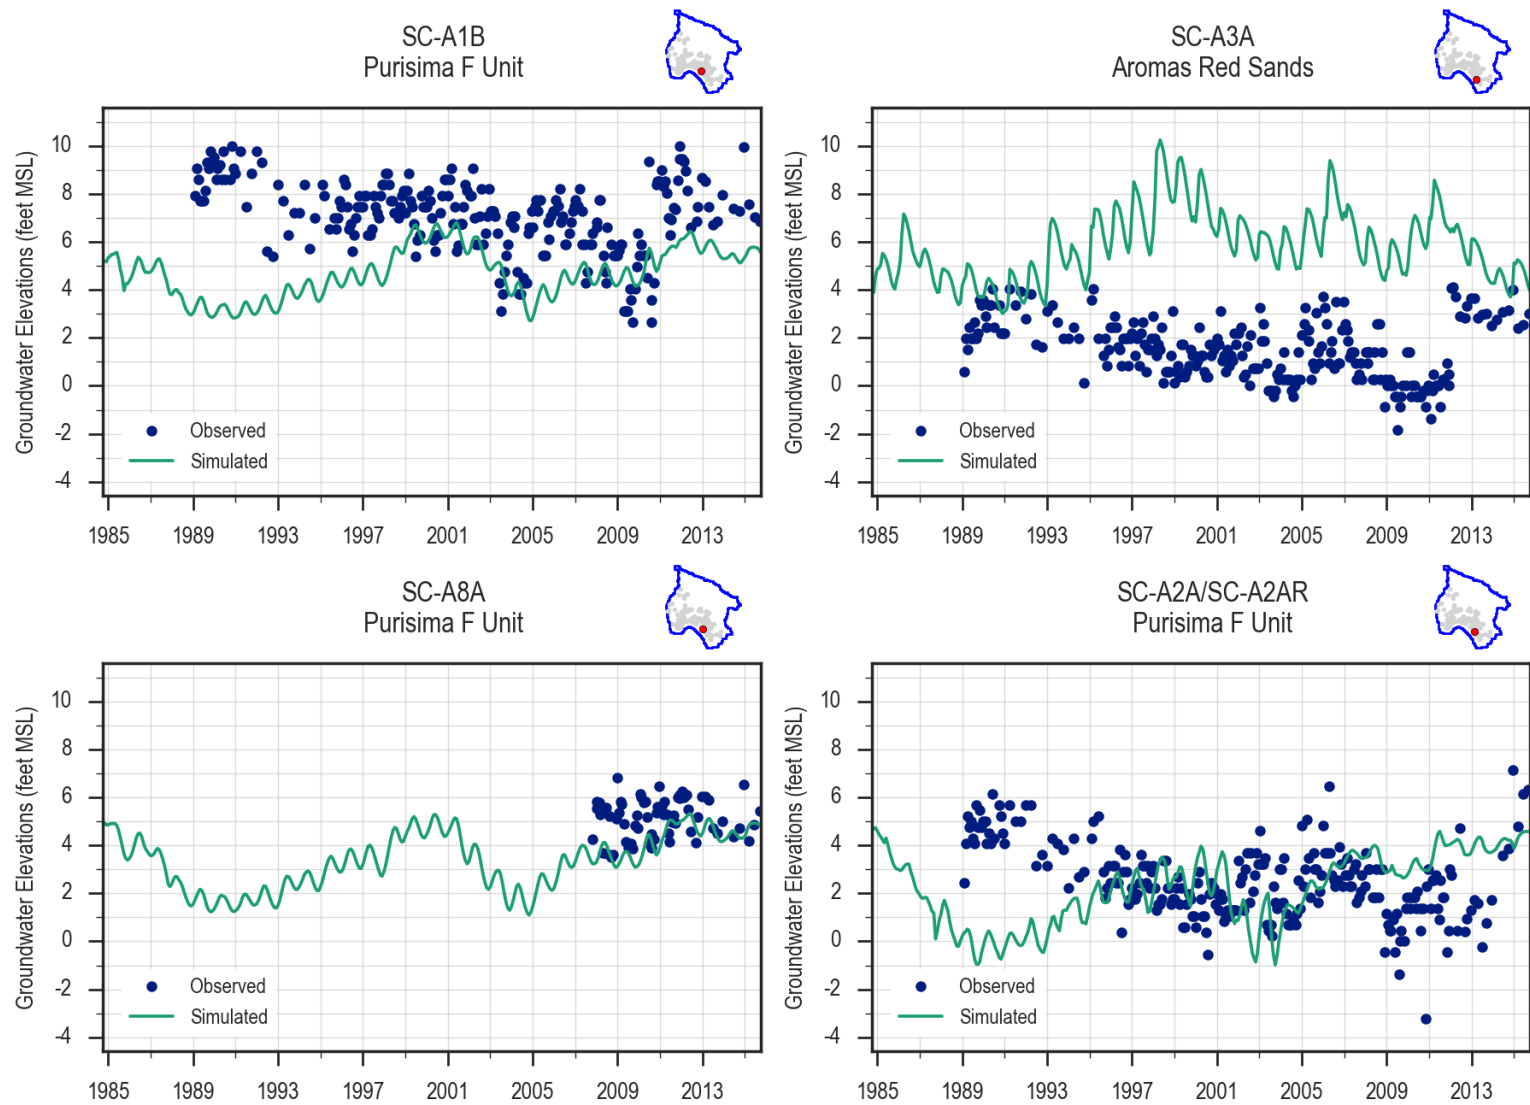 SC-A1B
Purisima F Unit
Groundwater Elevations (feet MSL)
10
8
6
4
2
0
-2
-4
Observed
Simulated
1985 1989 1993 1997 2001 2005 2009 2013
SC-A3A
Aromas Red Sands
Groundwater Elevations (feet MSL)
10
8
6
4
2
0
-2
-4
Observed
Simulated
1985 1989 1993 1997 2001 2005 2009 2013
SC-A8A
Purisima F Unit
Groundwater Elevations (feet MSL)
10
8
6
4
2
0
-2
-4
Observed
Simulated
1985 1989 1993 1997 2001 2005 2009 2013
SC-A2A/SC-A2AR
Purisima F Unit
Groundwater Elevations (feet MSL)
10
8
6
4
2
0
-2
-4
Observed
Simulated
1985 1989 1993 1997 2001 2005 2009 2013